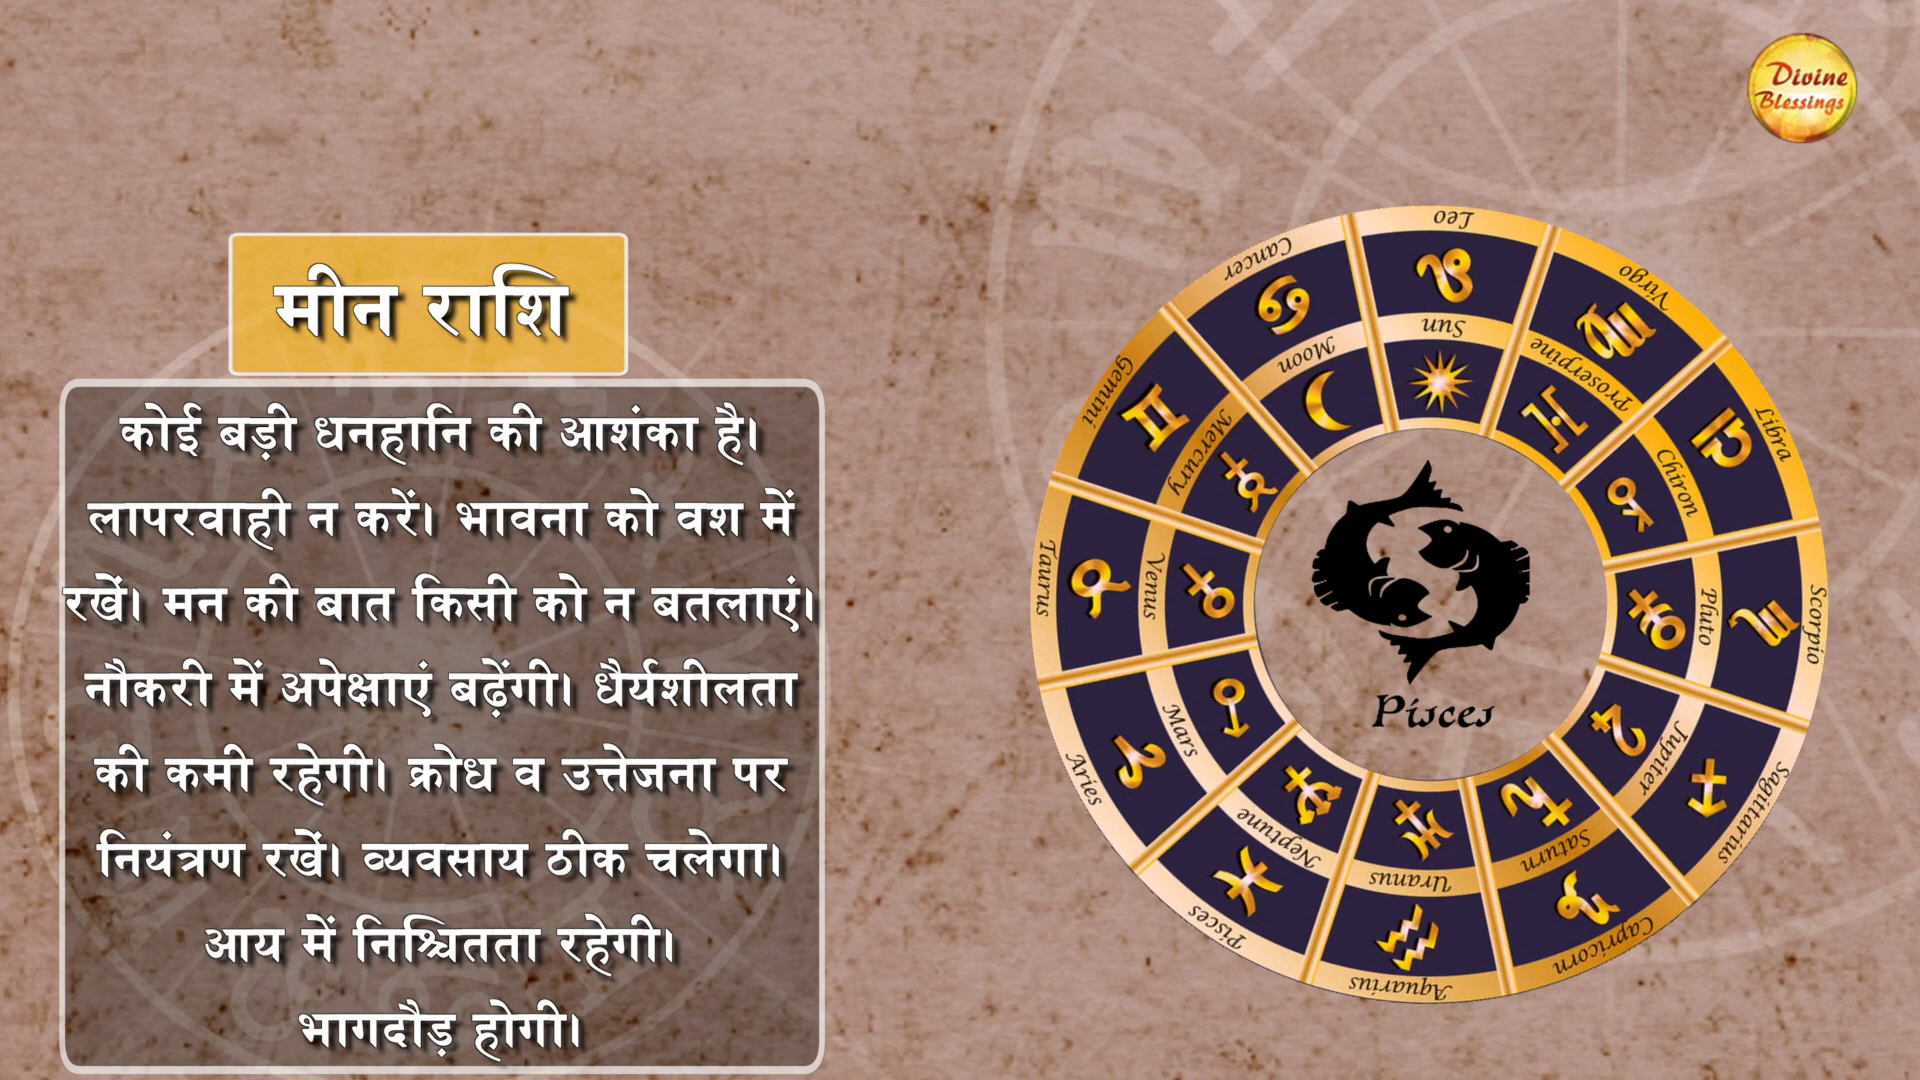 Divine
Blessings
मीन राशि
कोई बड़ी धनहानि की आशंका है।
लापरवाही न करें। भावना को वश में
रखें। मन की बात किसी को न बतलाएं।
नौकरी में अपेक्षाएं बढ़ेंगी। धैर्यशीलता
की कमी रहेगी। क्रोध व उत्तेजना पर
नियंत्रण रखें। व्यवसाय ठीक चलेगा।
आय में निश्चितता रहेगी।
भागदौड़ होगी।
Leo
Virgo
Libra
Scorpio
Sagittarius
Capricorn
Aquarius
Pisces
Aries
Taurus
Gemini
Cancer
Sun
Proserpine
Chiron
Pluto
Jupiter
Saturn
Uranus
Neptune
Mars
Venus
Mercury
Moon
Pisces